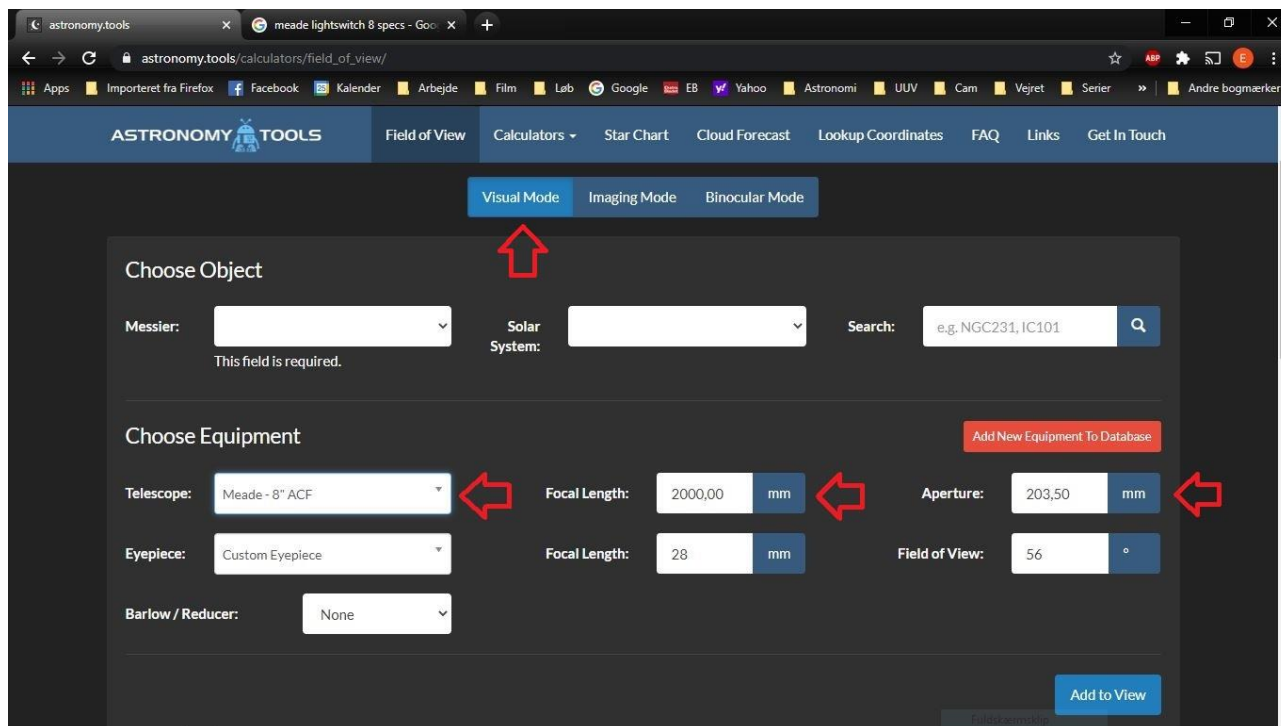 astronomy.tools
meade lightswitch 8 specs - Goo
astronomy.tools/calculators/field_of_view/
ABP
E
Apps Importeret fra Firefox Facebook Kalender Arbejde Film Løb Google EB Yahoo Astronomi UUV Cam Vejret Serier » Andre bogmærker
ASTRONOMY TOOLS Field of View Calculators Star Chart Cloud Forecast Lookup Coordinates FAQ Links Get In Touch
Visual Mode Imaging Mode Binocular Mode
Choose Object
Messier: Solar System: Search: e.g. NGC231, IC101
This field is required.
Choose Equipment Add New Equipment To Database
Telescope: Meade - 8" ACF Focal Length: 2000,00 mm Aperture: 203,50 mm
Eyepiece: Custom Eyepiece Focal Length: 28 mm Field of View: 56 °
Barlow / Reducer: None
Add to View